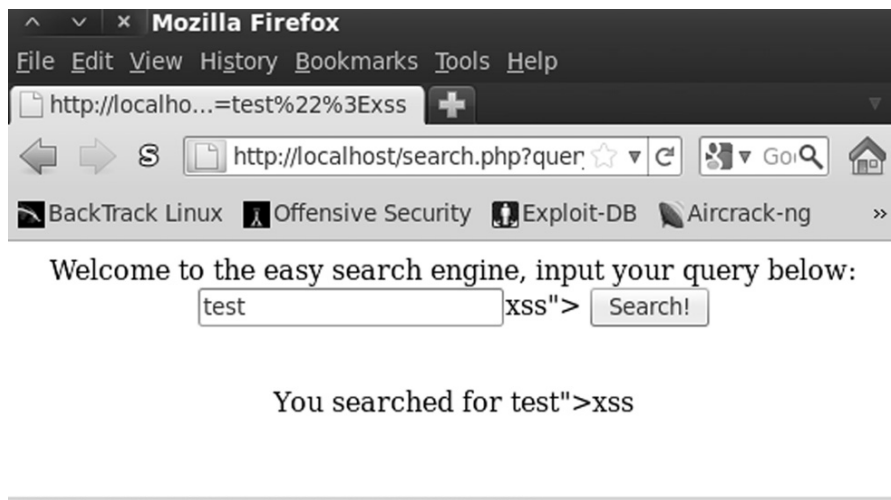 Mozilla Firefox
File Edit View History Bookmarks Tools Help
http://localho...=test%22%3Exss
S http://localhost/search.php?quer
BackTrack Linux Offensive Security Exploit-DB Aircrack-ng »
Welcome to the easy search engine, input your query below:
test xss"> Search!
You searched for test">xss